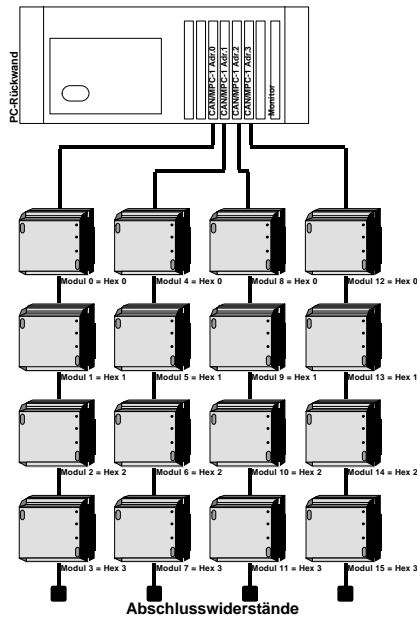 PC-Rückwand
CAN/MPC-1 Adr.0
CAN/MPC-1 Adr.1
CAN/MPC-1 Adr.2
CAN/MPC-1 Adr.3
Monitor
Modul 0 = Hex 0
Modul 4 = Hex 0
Modul 8 = Hex 0
Modul 12 = Hex 0
Modul 1 = Hex 1
Modul 5 = Hex 1
Modul 9 = Hex 1
Modul 13 = Hex 1
Modul 2 = Hex 2
Modul 6 = Hex 2
Modul 10 = Hex 2
Modul 14 = Hex 2
Modul 3 = Hex 3
Modul 7 = Hex 3
Modul 11 = Hex 3
Modul 15 = Hex 3
Abschlusswiderstände